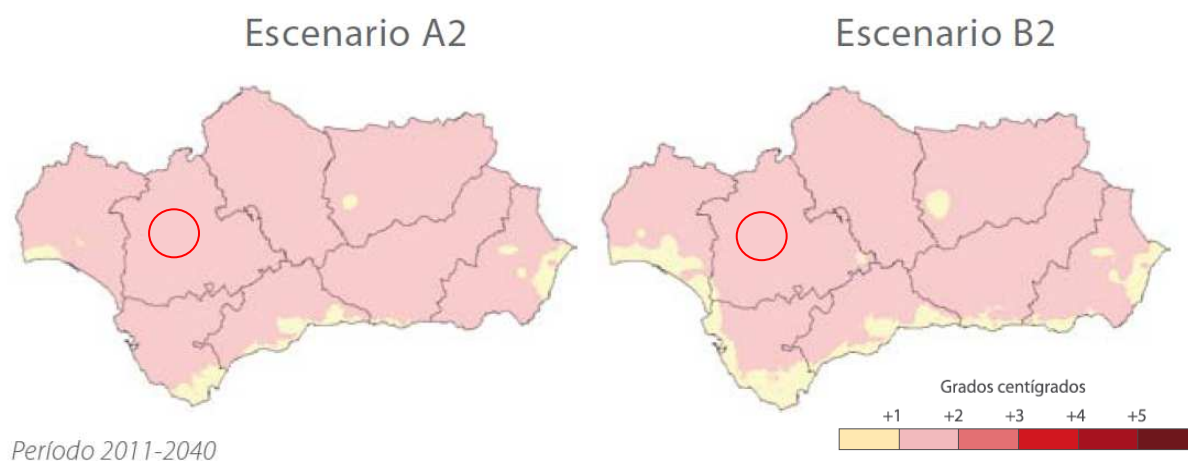 Escenario A2
Escenario B2
Grados centígrados
+1 +2 +3 +4 +5
Período 2011-2040